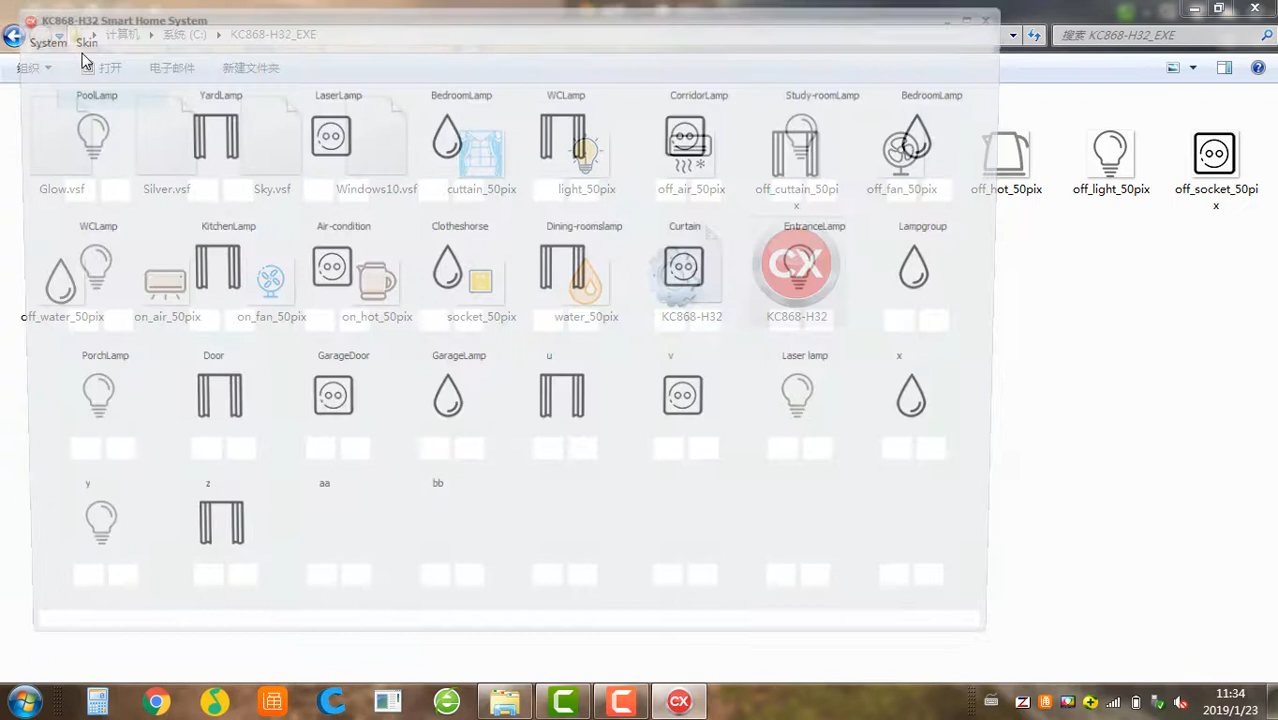 KC868-H32 Smart Home System
计算机 系统 (C:) KC868-H32_EXE 搜索 KC868-H32_EXE
System Skin
组织 打开 电子邮件 新建文件夹
PoolLamp YardLamp LaserLamp BedroomLamp WCLamp CorridorLamp Study-roomLamp BedroomLamp
Glow.vsf Silver.vsf Sky.vsf Windows10.vsf cuttain_50pix light_50pix off_air_50pix off_cuttain_50pi off_fan_50pix off_hot_50pix off_light_50pix off_socket_50pi
x x
WCLamp KitchenLamp Air-condition Clotheshorse Dining-roomslamp Curtain EntranceLamp Lampgroup
CX
off_water_50pix on_air_50pix on_fan_50pix on_hot_50pix socket_50pix water_50pix KC868-H32 KC868-H32
PorchLamp Door GarageDoor GarageLamp u v Laser lamp x
y z aa bb
11:34
2019/1/23